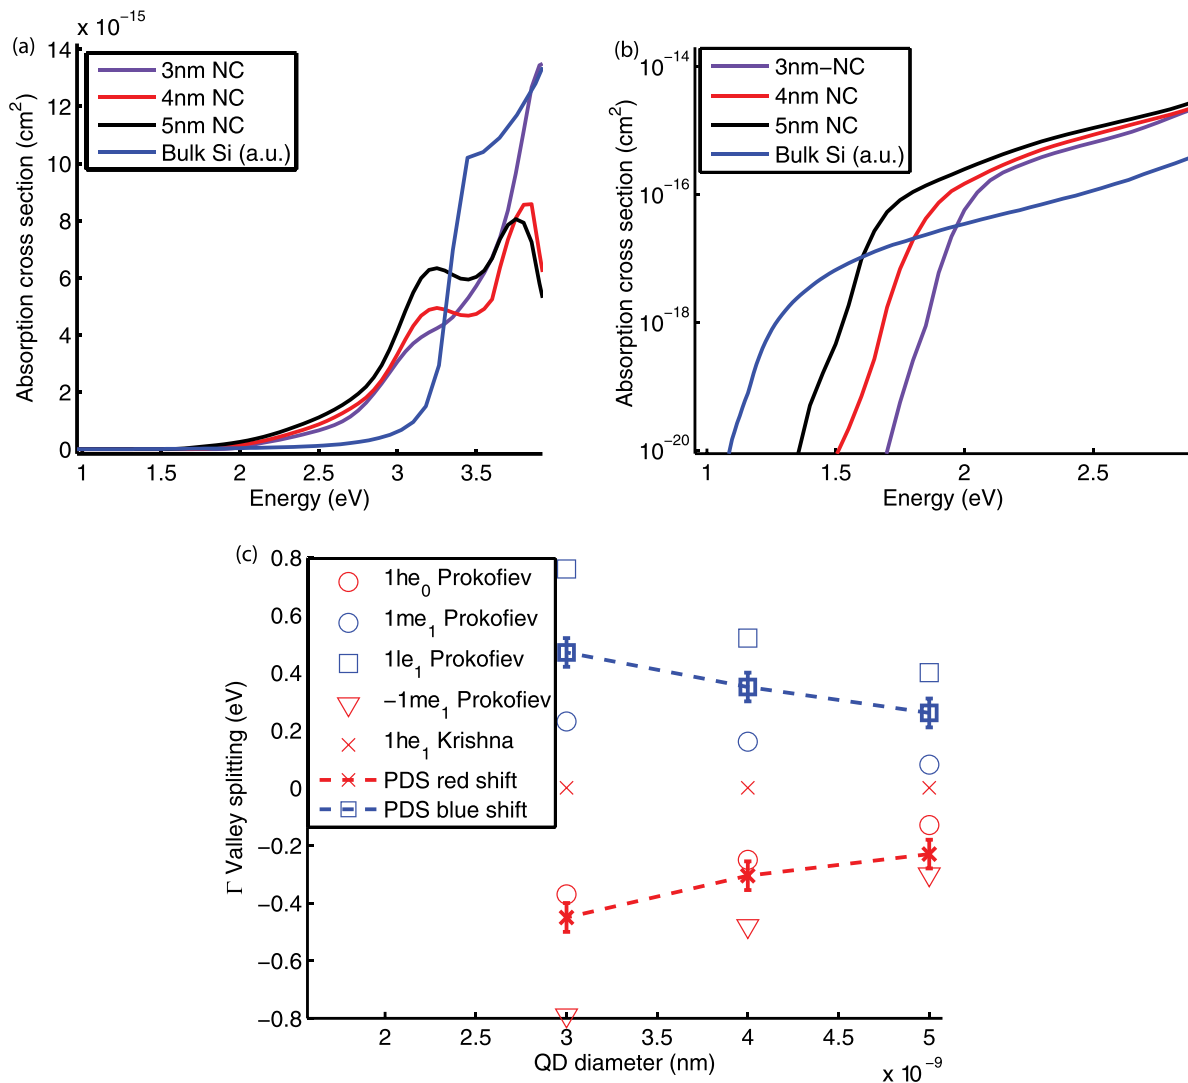 (a)
x 10−15
14
12
10
8
6
4
2
0
1
1.5
2
2.5
3
3.5
Energy (eV)
Absorption cross section (cm2)
3nm NC
4nm NC
5nm NC
Bulk Si (a.u.)
(b)
10−14
10−16
10−18
10−20
1
1.5
2
2.5
Energy (eV)
Absorption cross section (cm2)
3nm−NC
4nm NC
5nm NC
Bulk Si (a.u.)
(c)
0.8
0.6
0.4
0.2
0
−0.2
−0.4
−0.6
−0.8
2
2.5
3
3.5
4
4.5
5
QD diameter (nm)
x 10−9
Γ Valley splitting (eV)
1he0 Prokofiev
1me1 Prokofiev
1le1 Prokofiev
−1me1 Prokofiev
1he1 Krishna
PDS red shift
PDS blue shift